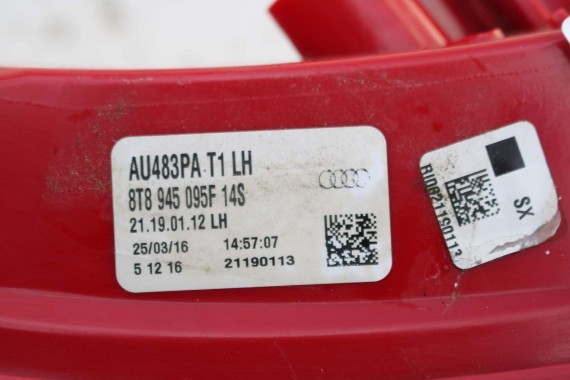 AU483PA T1 LH
8T8 945 095F 14S
21.19.01.12 LH
25/03/16 14:57:07
5 12 16 21190113
SX